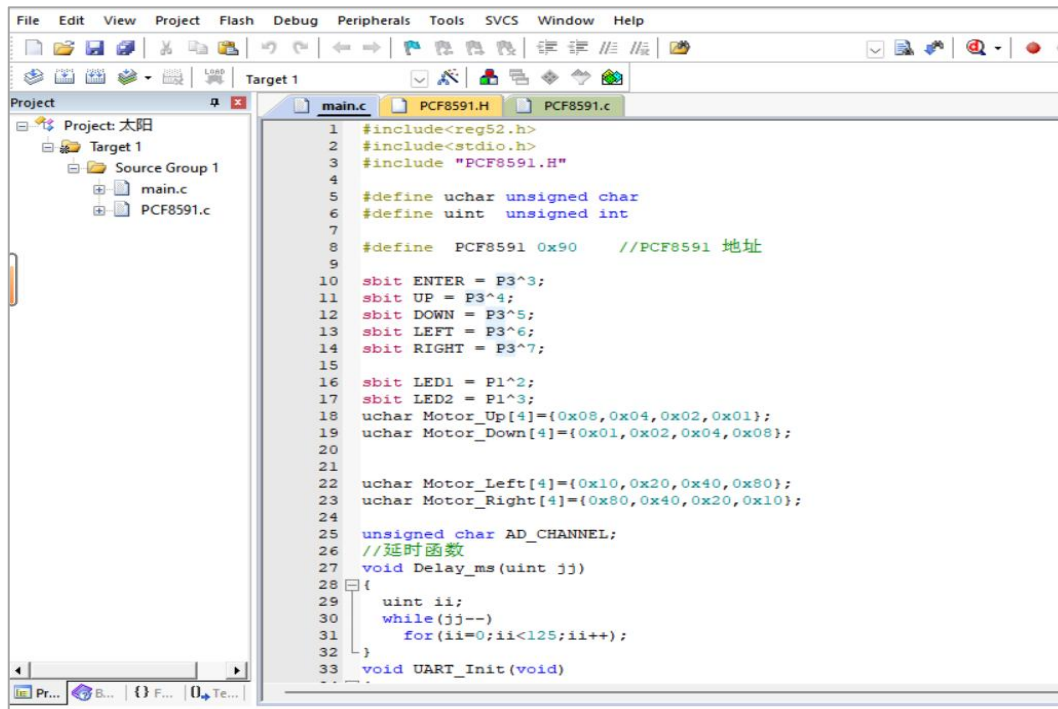 File Edit View Project Flash Debug Peripherals Tools SVCS Window Help
LOAD Target 1
Project
main.c PCF8591.H PCF8591.c
Project: 太阳
Target 1
Source Group 1
main.c
PCF8591.c
1 #include<reg52.h>
2 #include<stdio.h>
3 #include "PCF8591.H"
4
5 #define uchar unsigned char
6 #define uint  unsigned int
7
8 #define  PCF8591 0x90    //PCF8591 地址
9
10 sbit ENTER = P3^3;
11 sbit UP = P3^4;
12 sbit DOWN = P3^5;
13 sbit LEFT = P3^6;
14 sbit RIGHT = P3^7;
15
16 sbit LED1 = P1^2;
17 sbit LED2 = P1^3;
18 uchar Motor_Up[4]={0x08,0x04,0x02,0x01};
19 uchar Motor_Down[4]={0x01,0x02,0x04,0x08};
20
21
22 uchar Motor_Left[4]={0x10,0x20,0x40,0x80};
23 uchar Motor_Right[4]={0x80,0x40,0x20,0x10};
24
25 unsigned char AD_CHANNEL;
26 //延时函数
27 void Delay_ms(uint jj)
28 {
29   uint ii;
30   while(jj--)
31     for(ii=0;ii<125;ii++);
32 }
33 void UART_Init(void)
Pr... B... {} F... 0 Te...